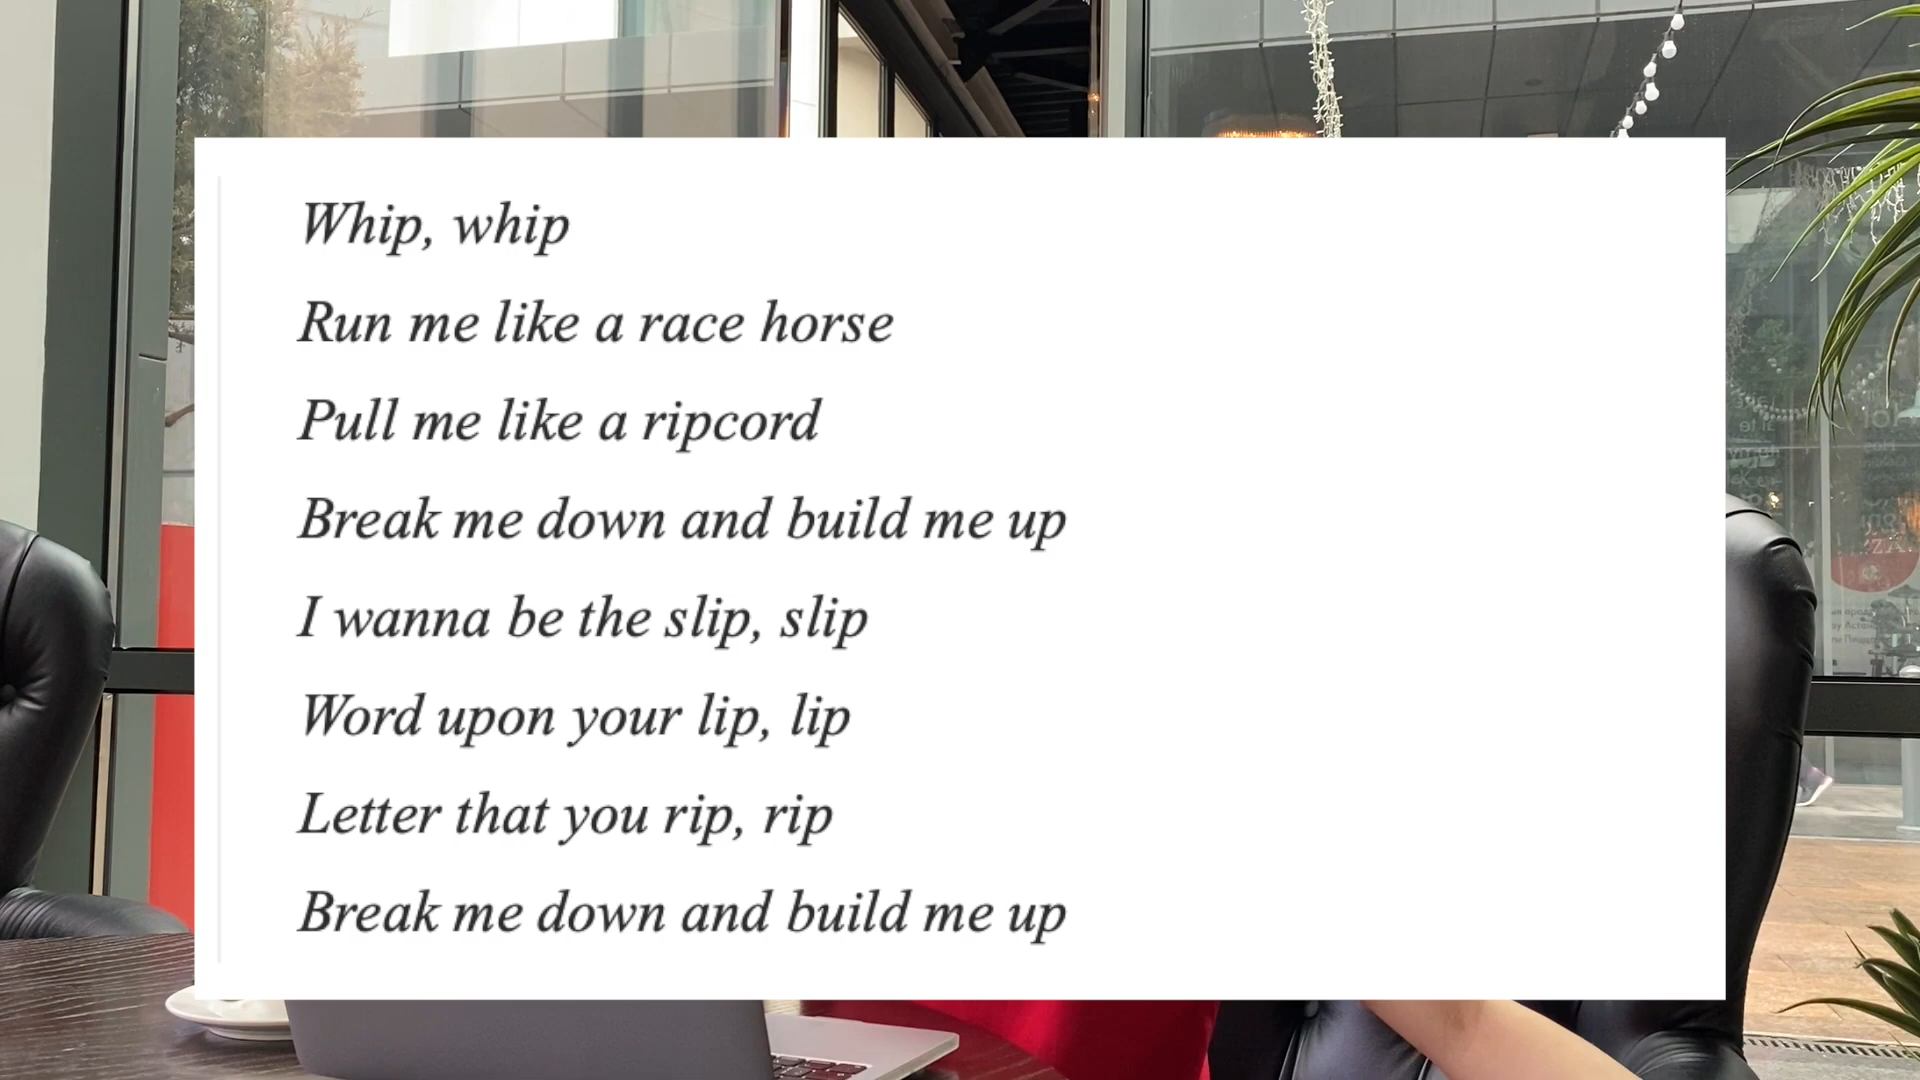 Whip, whip
Run me like a race horse
Pull me like a ripcord
Break me down and build me up
I wanna be the slip, slip
Word upon your lip, lip
Letter that you rip, rip
Break me down and build me up